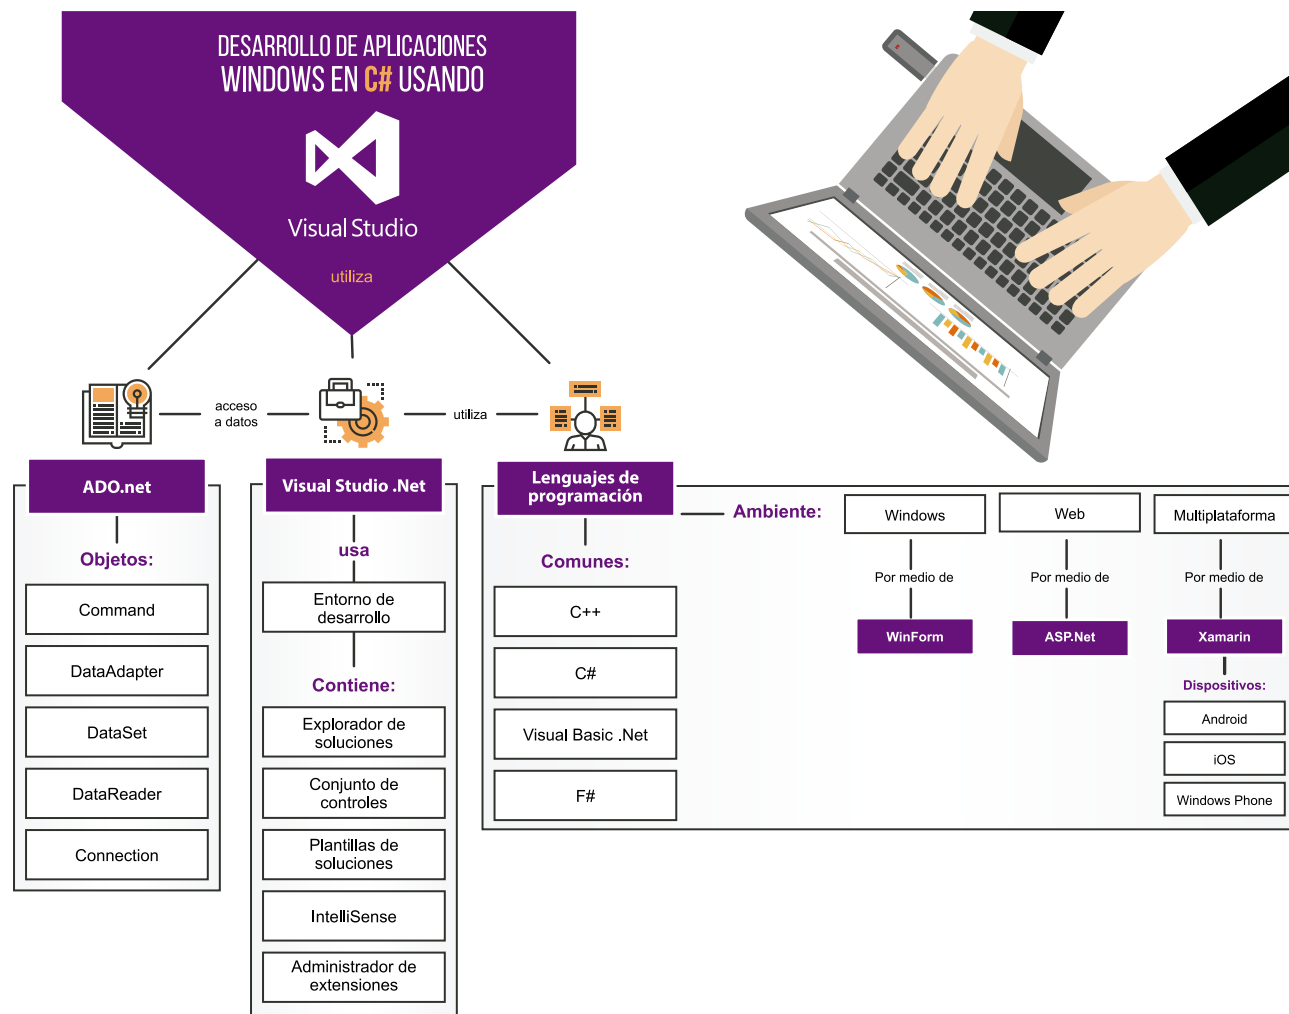 DESARROLLO DE APLICACIONES
WINDOWS EN C# USANDO
Visual Studio
utiliza
acceso
a datos
utiliza
ADO.net
Objetos:
Command
DataAdapter
DataSet
DataReader
Connection
Visual Studio .Net
usa
Entorno de
desarrollo
Contiene:
Explorador de
soluciones
Conjunto de
controles
Plantillas de
soluciones
IntelliSense
Administrador de
extensiones
Lenguajes de
programación
Comunes:
C++
C#
Visual Basic .Net
F#
Ambiente:
Windows
Por medio de
WinForm
Web
Por medio de
ASP.Net
Multiplataforma
Por medio de
Xamarin
Dispositivos:
Android
iOS
Windows Phone